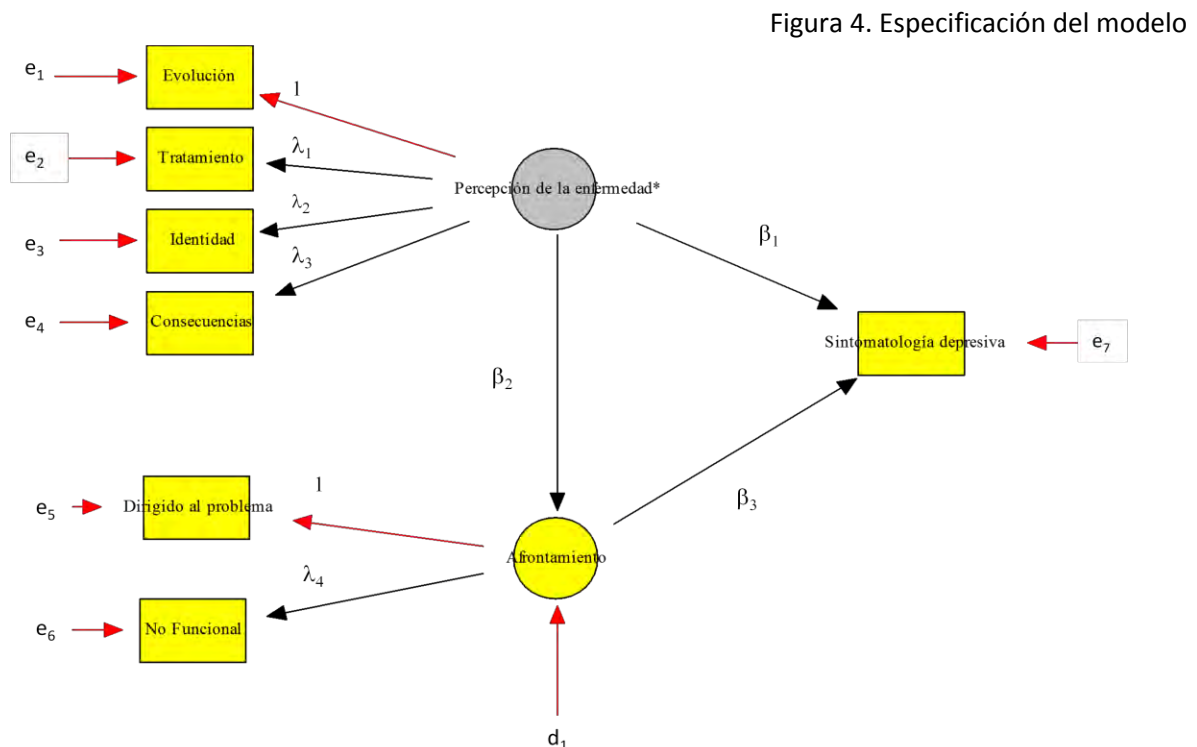 Figura 4. Especificación del modelo
e₁
Evolución
1
e₂
Tratamiento
λ₁
Percepción de la enfermedad*
e₃
Identidad
λ₂
β₁
e₄
Consecuencias
λ₃
Sintomatología depresiva
e₇
β₂
e₅
Dirigido al problema
1
β₃
Afrontamiento
e₆
No Funcional
λ₄
d₁